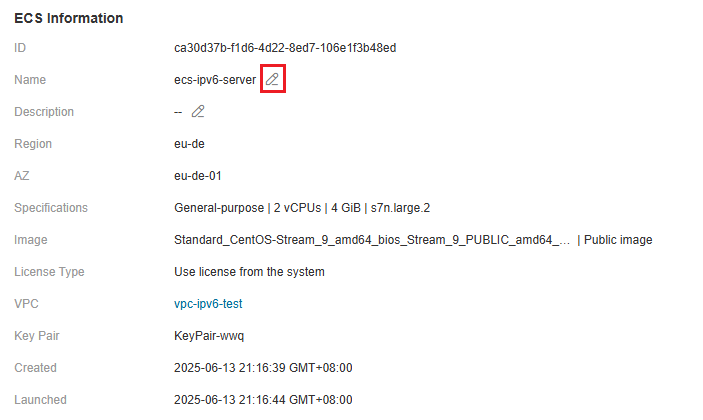 ECS Information
ID ca30d37b-f1d6-4d22-8ed7-106e1f3b48ed
Name ecs-ipv6-server
Description --
Region eu-de
AZ eu-de-01
Specifications General-purpose | 2 vCPUs | 4 GiB | s7n.large.2
Image Standard_CentOS-Stream_9_amd64_bios_Stream_9_PUBLIC_amd64_... | Public image
License Type Use license from the system
VPC vpc-ipv6-test
Key Pair KeyPair-wwq
Created 2025-06-13 21:16:39 GMT+08:00
Launched 2025-06-13 21:16:44 GMT+08:00